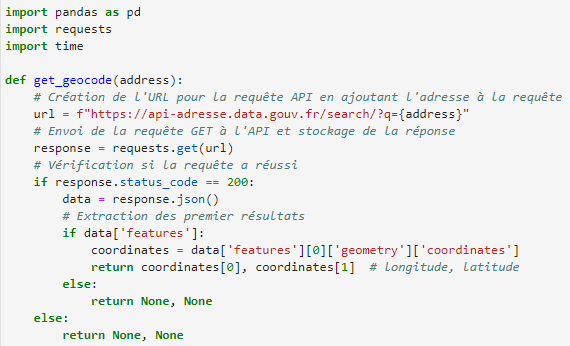 import pandas as pd
import requests
import time
def get_geocode(address):
# Création de l'URL pour la requête API en ajoutant l'adresse à la requête
url = f"https://api-adresse.data.gouv.fr/search/?q={address}"
# Envoi de la requête GET à l'API et stockage de la réponse
response = requests.get(url)
# Vérification si la requête a réussi
if response.status_code == 200:
data = response.json()
# Extraction des premier résultats
if data['features']:
coordinates = data['features'][0]['geometry']['coordinates']
return coordinates[0], coordinates[1]  # longitude, latitude
else:
return None, None
else:
return None, None